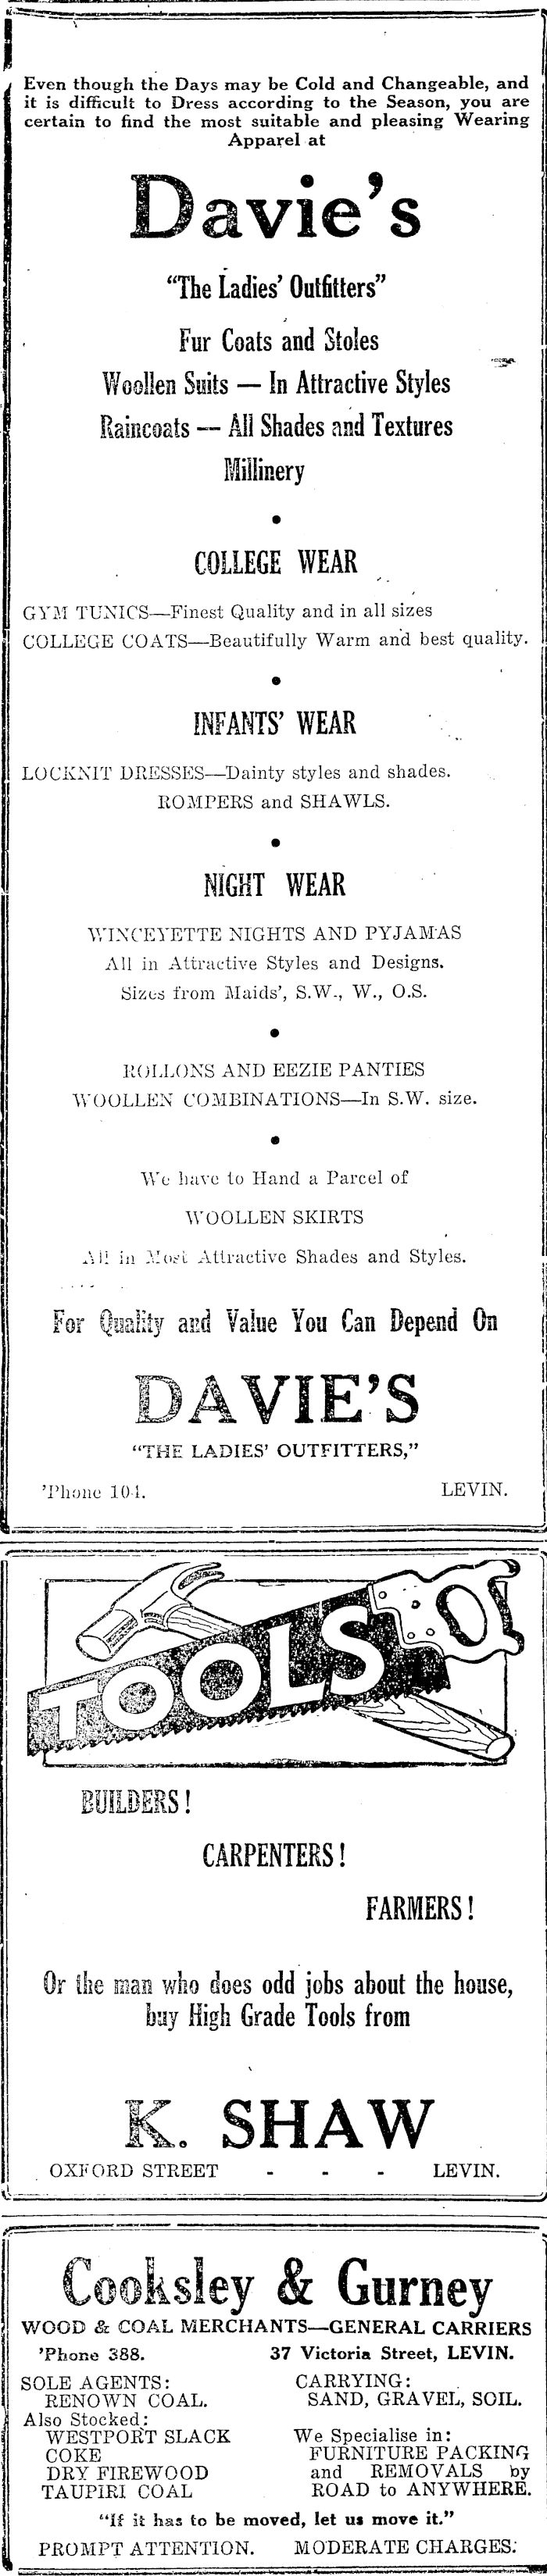 Even though the Days may be Cold and Changeable, and
it is difficult to Dress according to the Season, you are
certain to find the most suitable and pleasing Wearing
Apparel at
Davie's
"The Ladies' Outfitters"
Fur Coats and Stoles
Woollen Suits — In Attractive Styles
Raincoats — All Shades and Textures
Millinery
•
COLLEGE WEAR
GYM TUNICS—Finest Quality and in all sizes
COLLEGE COATS—Beautifully Warm and best quality.
•
INFANTS' WEAR
LOCKNIT DRESSES—Dainty styles and shades.
ROMPERS and SHAWLS.
•
NIGHT WEAR
WINCEYETTE NIGHTS AND PYJAMAS
All in Attractive Styles and Designs.
Sizes from Maids', S.W., W., O.S.
•
ROLLONS AND EEZIE PANTIES
WOOLLEN COMBINATIONS—In S.W. size.
•
We have to Hand a Parcel of
WOOLLEN SKIRTS
All in Most Attractive Shades and Styles.
For Quality and Value You Can Depend On
DAVIE'S
"THE LADIES' OUTFITTERS,"
'Phone 104. LEVIN.
TOOLS
BUILDERS!
CARPENTERS!
FARMERS!
Or the man who does odd jobs about the house,
buy High Grade Tools from
K. SHAW
OXFORD STREET - - - LEVIN.
Cooksley & Gurney
WOOD & COAL MERCHANTS—GENERAL CARRIERS
'Phone 388. 37 Victoria Street, LEVIN.
SOLE AGENTS:
RENOWN COAL.
Also Stocked:
WESTPORT SLACK
COKE
DRY FIREWOOD
TAUPIRI COAL
CARRYING:
SAND, GRAVEL, SOIL.
We Specialise in:
FURNITURE PACKING
and REMOVALS by
ROAD to ANYWHERE.
"If it has to be moved, let us move it."
PROMPT ATTENTION. MODERATE CHARGES.